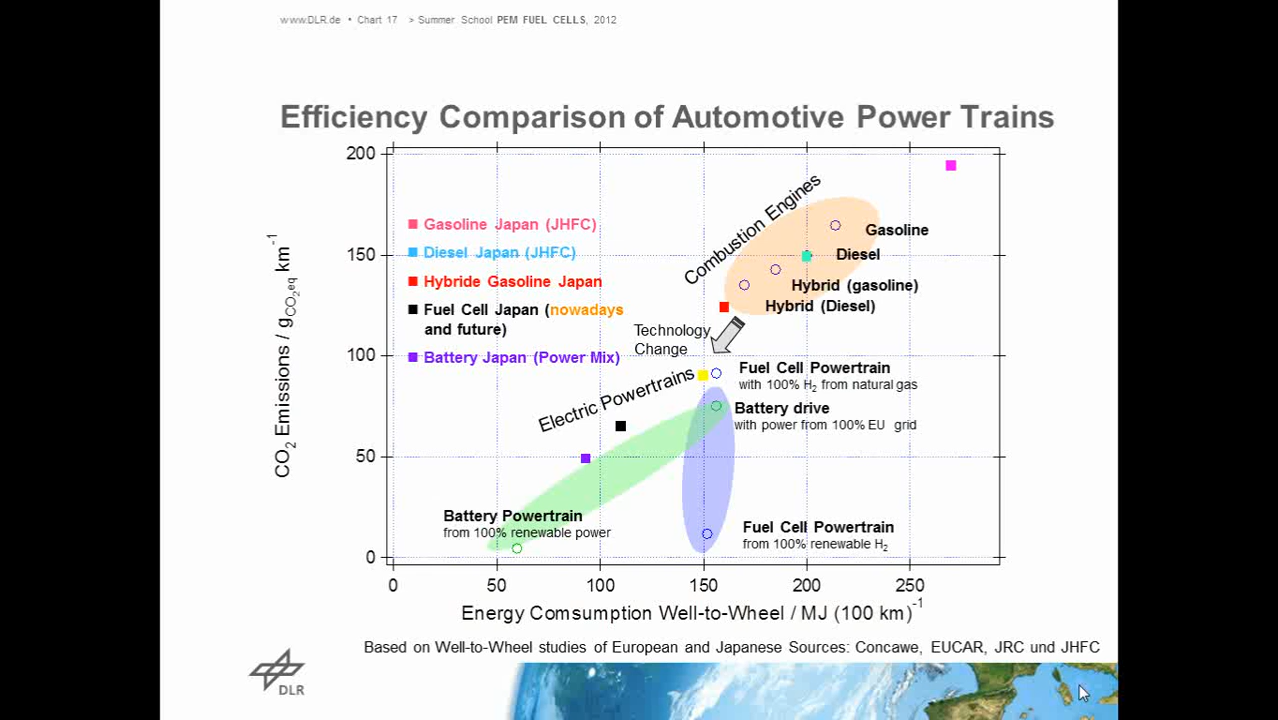 www.DLR.de • Chart 17 > Summer School PEM FUEL CELLS, 2012
Efficiency Comparison of Automotive Power Trains
200
150
100
50
0
CO2 Emissions / gCO2eq km-1
Gasoline Japan (JHFC)
Diesel Japan (JHFC)
Hybride Gasoline Japan
Fuel Cell Japan (nowadays
and future)
Battery Japan (Power Mix)
Combustion Engines
Gasoline
Diesel
Hybrid (gasoline)
Hybrid (Diesel)
Technology
Change
Fuel Cell Powertrain
with 100% H2 from natural gas
Electric Powertrains
Battery drive
with power from 100% EU grid
Battery Powertrain
from 100% renewable power
Fuel Cell Powertrain
from 100% renewable H2
0 50 100 150 200 250
Energy Comsumption Well-to-Wheel / MJ (100 km)-1
Based on Well-to-Wheel studies of European and Japanese Sources: Concawe, EUCAR, JRC und JHFC
DLR